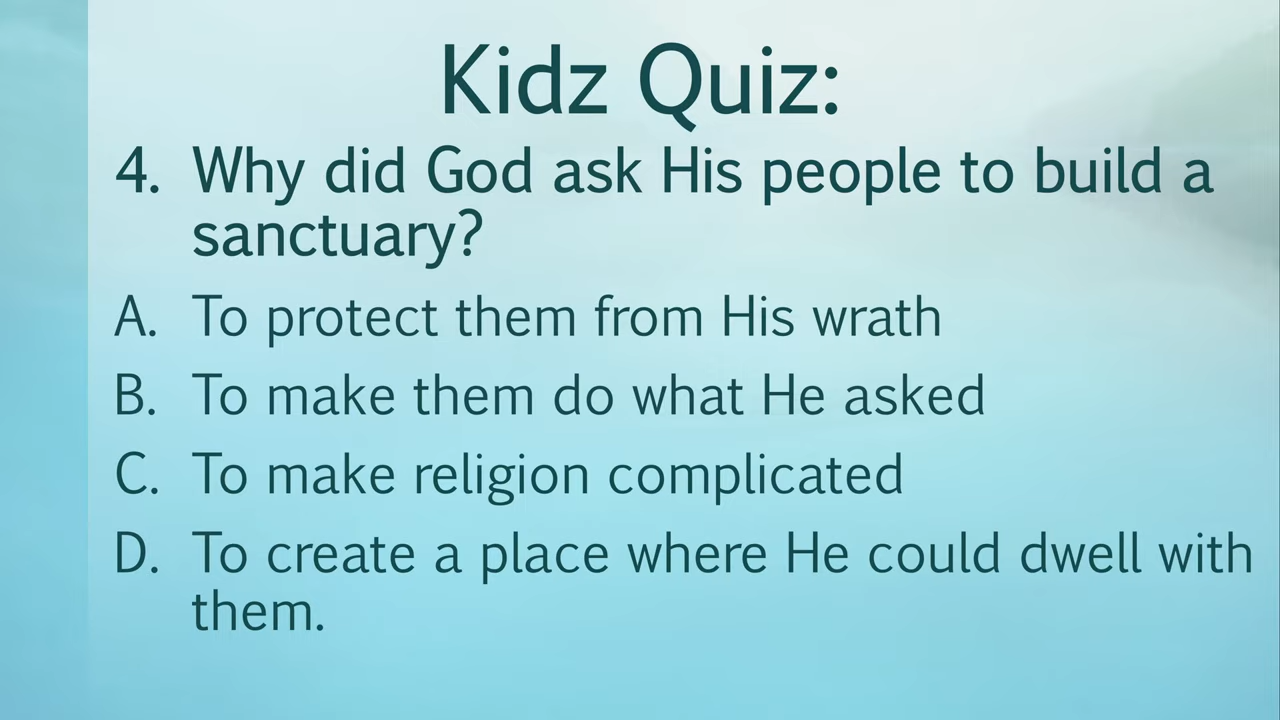 Kidz Quiz:
4. Why did God ask His people to build a
sanctuary?
A. To protect them from His wrath
B. To make them do what He asked
C. To make religion complicated
D. To create a place where He could dwell with
them.